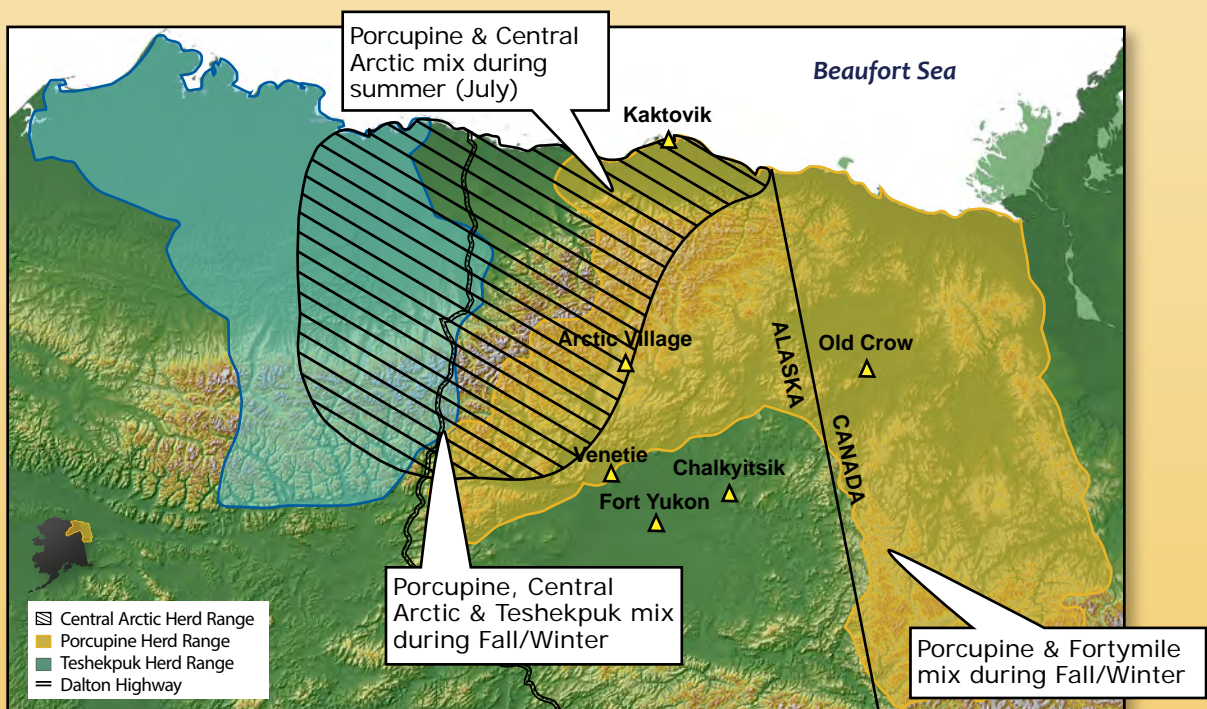 Porcupine & Central
Arctic mix during
summer (July)
Beaufort Sea
Kaktovik
Arctic Village
Old Crow
ALASKA
CANADA
Venetie
Chalkyitsik
Fort Yukon
Porcupine, Central
Arctic & Teshekpuk mix
during Fall/Winter
Porcupine & Fortymile
mix during Fall/Winter
Central Arctic Herd Range
Porcupine Herd Range
Teshekpuk Herd Range
Dalton Highway